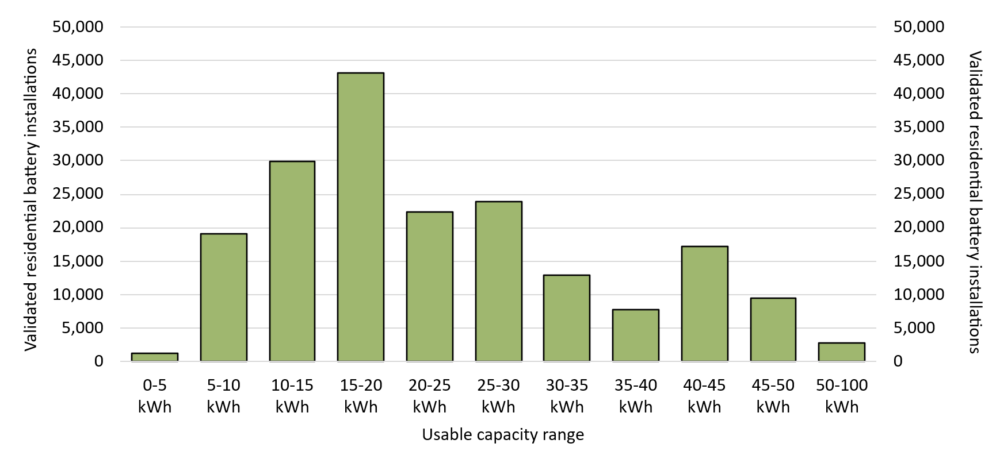 Validated residential battery installations
50,000
45,000
40,000
35,000
30,000
25,000
20,000
15,000
10,000
5,000
0
50,000
45,000
40,000
35,000
30,000
25,000
20,000
15,000
10,000
5,000
0
Validated residential battery installations
0-5
kWh
5-10
kWh
10-15
kWh
15-20
kWh
20-25
kWh
25-30
kWh
30-35
kWh
35-40
kWh
40-45
kWh
45-50
kWh
50-100
kWh
Usable capacity range